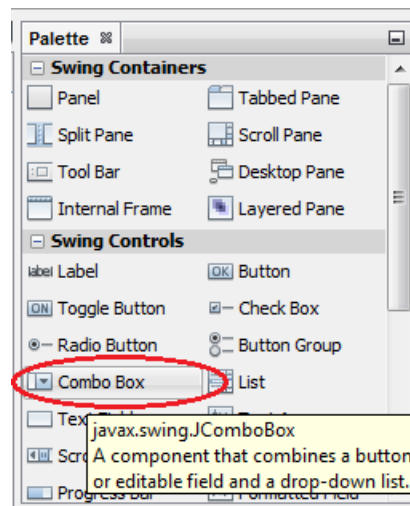 Palette
Swing Containers
Panel Tabbed Pane
Split Pane Scroll Pane
Tool Bar Desktop Pane
Internal Frame Layered Pane
Swing Controls
label Label OK Button
ON Toggle Button Check Box
Radio Button Button Group
Combo Box List
javax.swing.JComboBox
A component that combines a button
or editable field and a drop-down list.